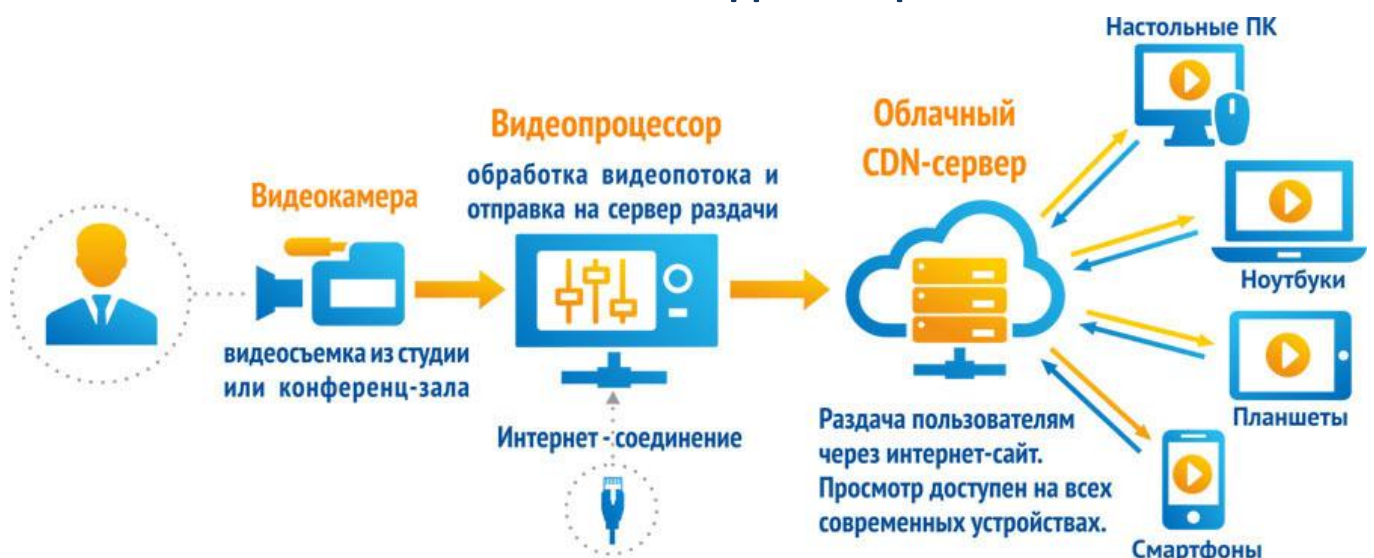 Настольные ПК
Облачный
CDN-сервер
Видеопроцессор
обработка видеопотока и
отправка на сервер раздачи
Видеокамера
Ноутбуки
видеосъемка из студии
или конференц-зала
Интернет - соединение
Раздача пользователям
через интернет-сайт.
Просмотр доступен на всех
современных устройствах.
Планшеты
Смартфоны